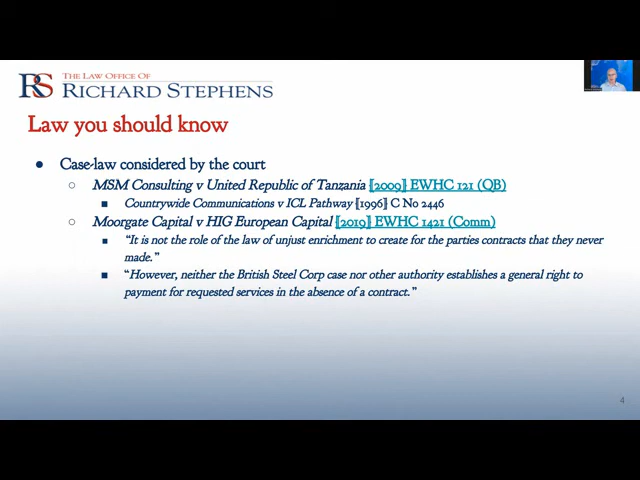 RS THE LAW OFFICE OF
RICHARD STEPHENS
Law you should know
● Case-law considered by the court
○ MSM Consulting v United Republic of Tanzania [2009] EWHC 121 (QB)
■ Countrywide Communications v ICL Pathway [1996] C No 2446
○ Moorgate Capital v HIG European Capital [2019] EWHC 1421 (Comm)
■ “It is not the role of the law of unjust enrichment to create for the parties contracts that they never
made.”
■ “However, neither the British Steel Corp case nor other authority establishes a general right to
payment for requested services in the absence of a contract.”
4